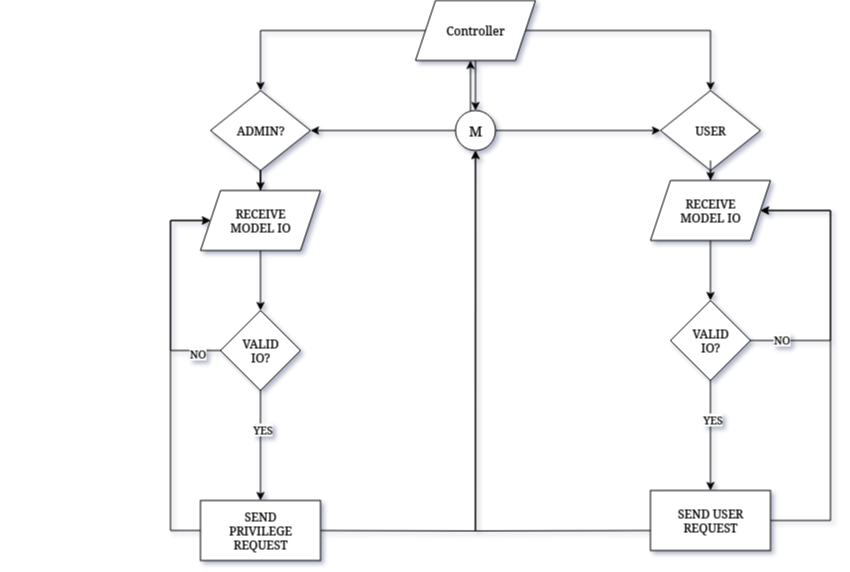 Controller
ADMIN?
M
USER
RECEIVE
MODEL IO
RECEIVE
MODEL IO
VALID
IO?
NO
VALID
IO?
NO
YES
YES
SEND
PRIVILEGE
REQUEST
SEND USER
REQUEST